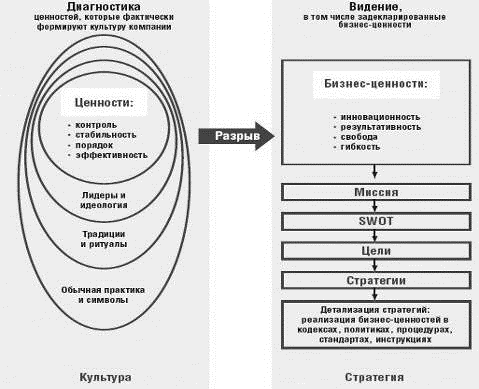 Диагностика
ценностей, которые фактически
формируют культуру компании
Ценности:
- контроль
- стабильность
- порядок
- эффективность
Лидеры и
идеология
Традиции
и ритуалы
Обычная практика
и символы
Культура
Разрыв
Видение,
в том числе задекларированные
бизнес-ценности
Бизнес-ценности:
- инновационность
- результативность
- свобода
- гибкость
Миссия
SWOT
Цели
Стратегии
Детализация стратегий:
реализация бизнес-ценностей в
кодексах, политиках, процедурах,
стандартах, инструкциях
Стратегия